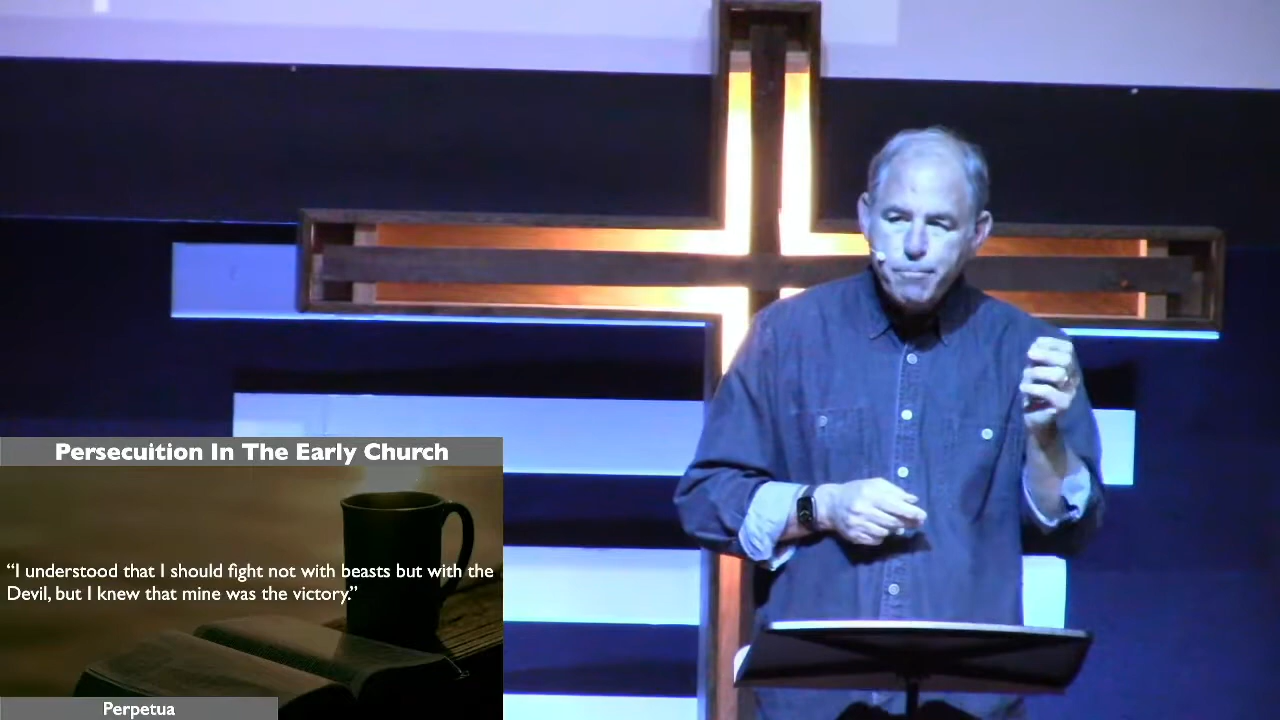 Persecuition In The Early Church
“I understood that I should fight not with beasts but with the
Devil, but I knew that mine was the victory.”
Perpetua